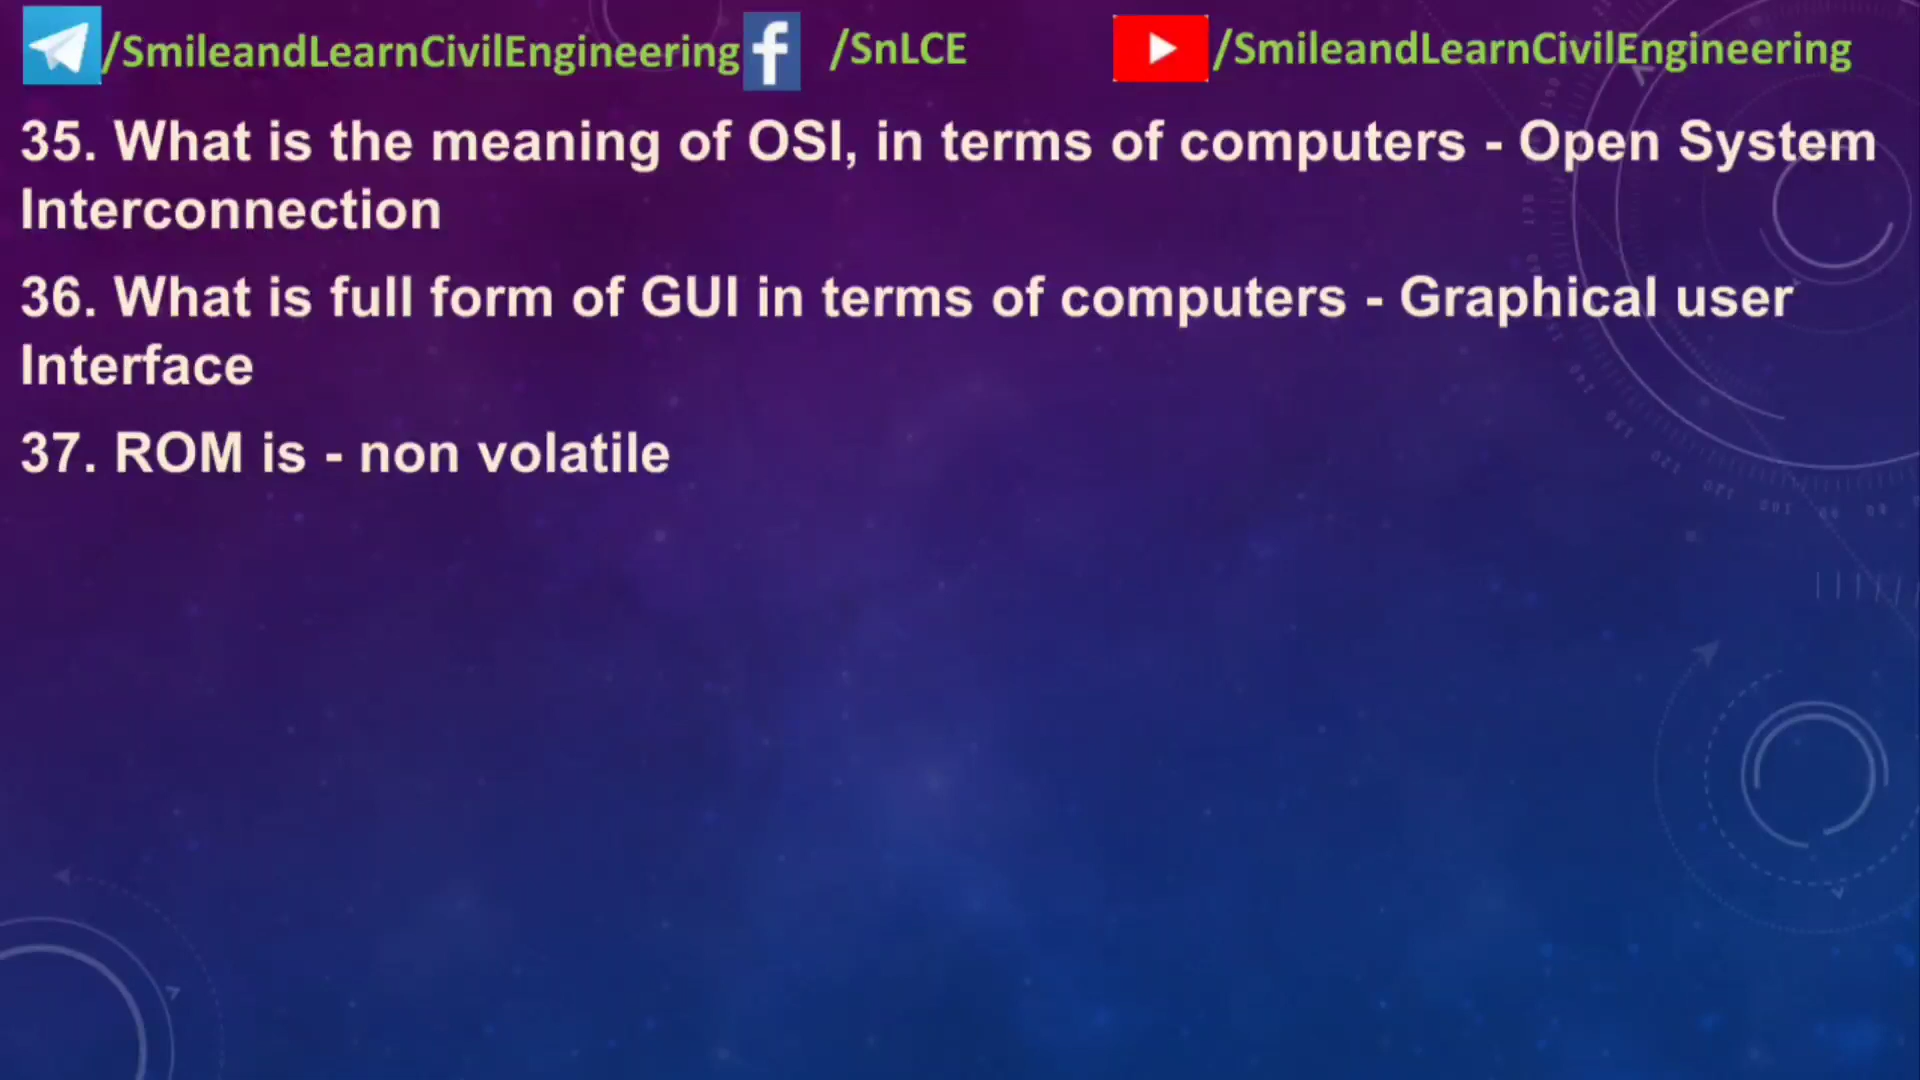 /SmileandLearnCivilEngineering f /SnLCE /SmileandLearnCivilEngineering
35. What is the meaning of OSI, in terms of computers - Open System
Interconnection
36. What is full form of GUI in terms of computers - Graphical user
Interface
37. ROM is - non volatile